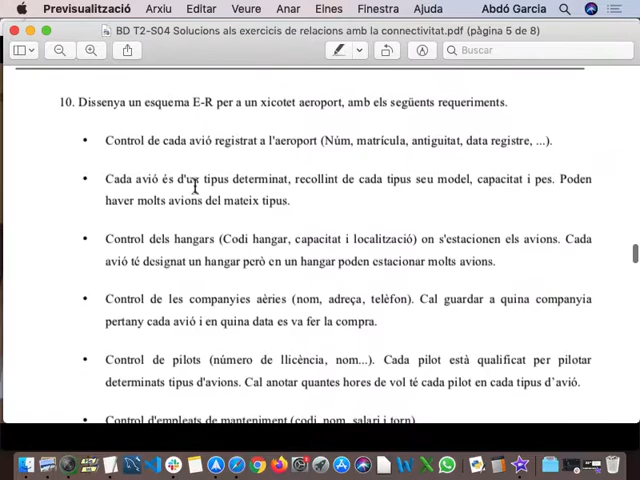 Previsualització Arxiu Editar Veure Anar Eines Finestra Ajuda Abdó Garcia
BD T2-S04 Solucions als exercicis de relacions amb la connectivitat.pdf (pàgina 5 de 8)
Buscar
10. Dissenya un esquema E-R per a un xicotet aeroport, amb els següents requeriments.
• Control de cada avió registrat a l'aeroport (Núm, matrícula, antiguitat, data registre, ...).
• Cada avió és d'un tipus determinat, recollint de cada tipus seu model, capacitat i pes. Poden
haver molts avions del mateix tipus.
• Control dels hangars (Codi hangar, capacitat i localització) on s'estacionen els avions. Cada
avió té designat un hangar però en un hangar poden estacionar molts avions.
• Control de les companyies aèries (nom, adreça, telèfon). Cal guardar a quina companyia
pertany cada avió i en quina data es va fer la compra.
• Control de pilots (número de llicència, nom...). Cada pilot està qualificat per pilotar
determinats tipus d'avions. Cal anotar quantes hores de vol té cada pilot en cada tipus d’avió.
• Control d'empleats de manteniment (codi, nom, salari i torn)